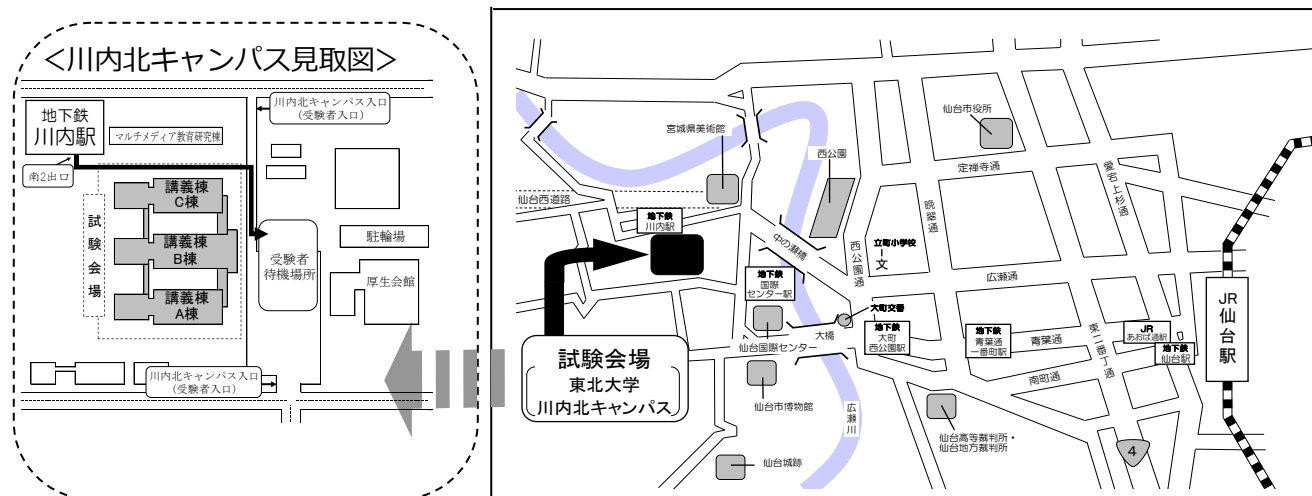 <川内北キャンパス見取図>
地下鉄
川内駅
南2出口
マルチメディア教育研究棟
川内北キャンパス入口
(受験者入口)
試験会場
講義棟
C棟
講義棟
B棟
講義棟
A棟
受験者
待機場所
駐輪場
厚生会館
川内北キャンパス入口
(受験者入口)
宮城県美術館
西公園
仙台市役所
定禅寺通
愛宕上杉通
晩翠通
仙台西道路
地下鉄
川内駅
中の瀬橋
西公園通
立町小学校
文
広瀬通
地下鉄
国際
センター駅
大町交番
仙台国際センター
大橋
地下鉄
大町
西公園駅
地下鉄
青葉通
一番町駅
青葉通
東二番丁通
JR
あおば通駅
地下鉄
仙台駅
JR仙台駅
南町通
試験会場
東北大学
川内北キャンパス
仙台市博物館
広瀬川
仙台高等裁判所・
仙台地方裁判所
仙台城跡
4